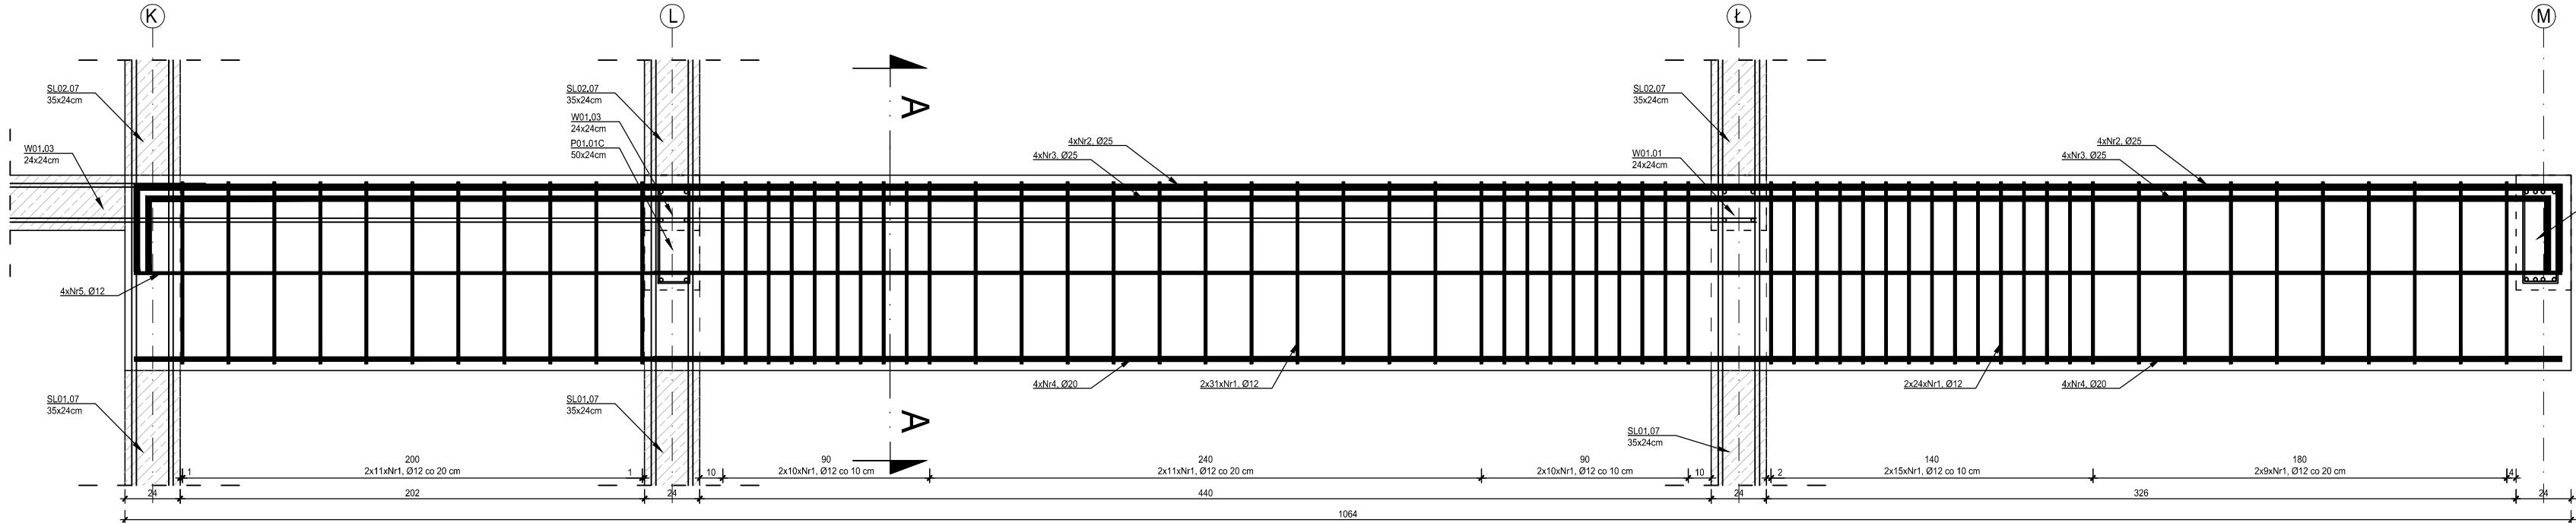 K
L
Ł
M
SL02.07
35x24cm
SL02.07
35x24cm
SL02.07
35x24cm
W01.03
24x24cm
P01.01C
50x24cm
A
W01.03
24x24cm
W01.01
24x24cm
4xNr2, Ø25
4xNr3, Ø25
4xNr2, Ø25
4xNr3, Ø25
4xNr5, Ø12
4xNr4, Ø20
2x31xNr1, Ø12
2x24xNr1, Ø12
4xNr4, Ø20
SL01.07
35x24cm
SL01.07
35x24cm
A
SL01.07
35x24cm
1
200
2x11xNr1, Ø12 co 20 cm
1
10
90
2x10xNr1, Ø12 co 10 cm
240
2x11xNr1, Ø12 co 20 cm
90
2x10xNr1, Ø12 co 10 cm
10
2
140
2x15xNr1, Ø12 co 10 cm
180
2x9xNr1, Ø12 co 20 cm
4
24
202
24
440
24
326
24
1064